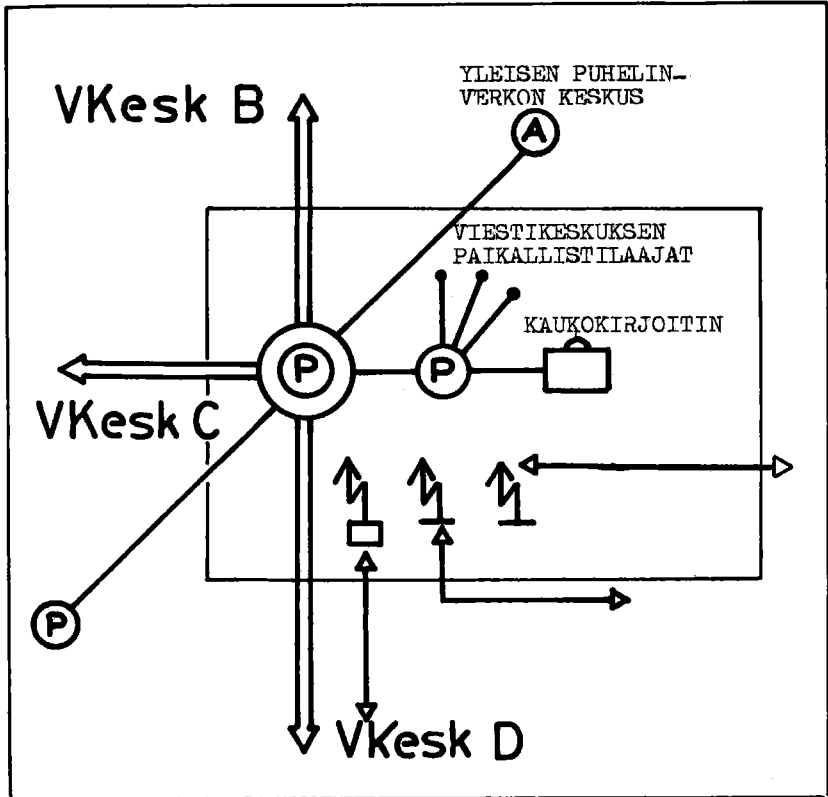 YLEISEN PUHELIN-
VERKON KESKUS
VKesk B
A
VIESTIKESKUKSEN
PAIKALLISTILAAJAT
KAUKOKIRJOITIN
P
P
VKesk C
P
VKesk D